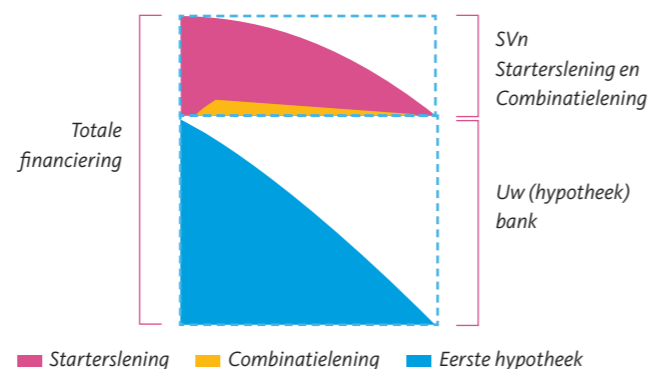 SVn
Starterslening en
Combinatielening
Totale
financiering
Uw (hypotheek)
bank
Starterslening
Combinatielening
Eerste hypotheek